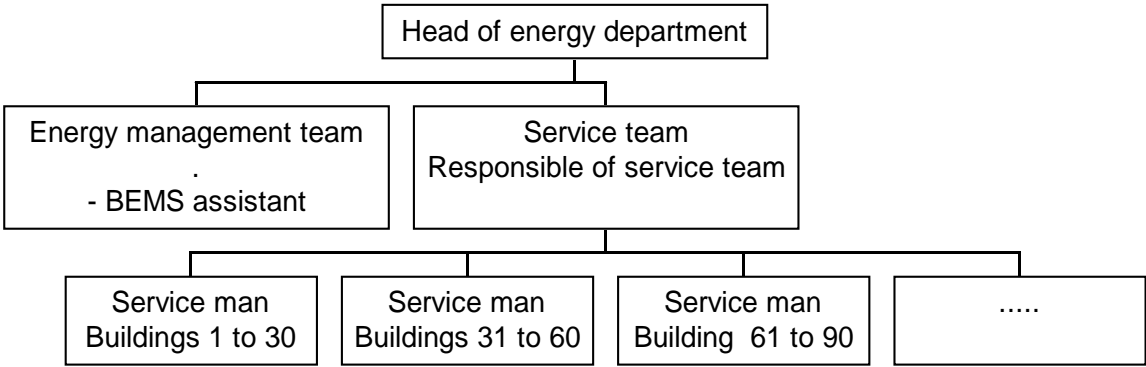 Head of energy department
Energy management team
.
- BEMS assistant
Service team
Responsible of service team
Service man
Buildings 1 to 30
Service man
Buildings 31 to 60
Service man
Building  61 to 90
.....